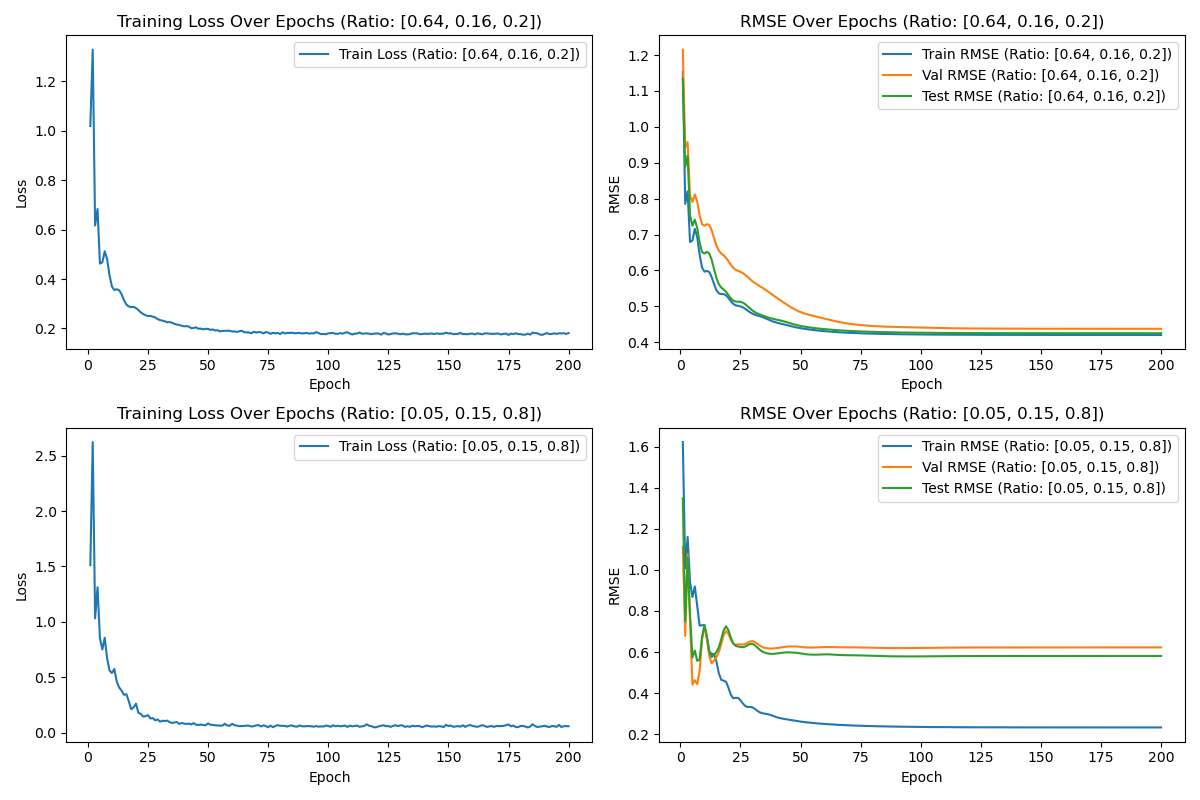 Training Loss Over Epochs (Ratio: [0.64, 0.16, 0.2])
Train Loss (Ratio: [0.64, 0.16, 0.2])
Loss
1.2
1.0
0.8
0.6
0.4
0.2
0 25 50 75 100 125 150 175 200
Epoch
RMSE Over Epochs (Ratio: [0.64, 0.16, 0.2])
Train RMSE (Ratio: [0.64, 0.16, 0.2])
Val RMSE (Ratio: [0.64, 0.16, 0.2])
Test RMSE (Ratio: [0.64, 0.16, 0.2])
RMSE
1.2
1.1
1.0
0.9
0.8
0.7
0.6
0.5
0.4
0 25 50 75 100 125 150 175 200
Epoch
Training Loss Over Epochs (Ratio: [0.05, 0.15, 0.8])
Train Loss (Ratio: [0.05, 0.15, 0.8])
Loss
2.5
2.0
1.5
1.0
0.5
0.0
0 25 50 75 100 125 150 175 200
Epoch
RMSE Over Epochs (Ratio: [0.05, 0.15, 0.8])
Train RMSE (Ratio: [0.05, 0.15, 0.8])
Val RMSE (Ratio: [0.05, 0.15, 0.8])
Test RMSE (Ratio: [0.05, 0.15, 0.8])
RMSE
1.6
1.4
1.2
1.0
0.8
0.6
0.4
0.2
0 25 50 75 100 125 150 175 200
Epoch